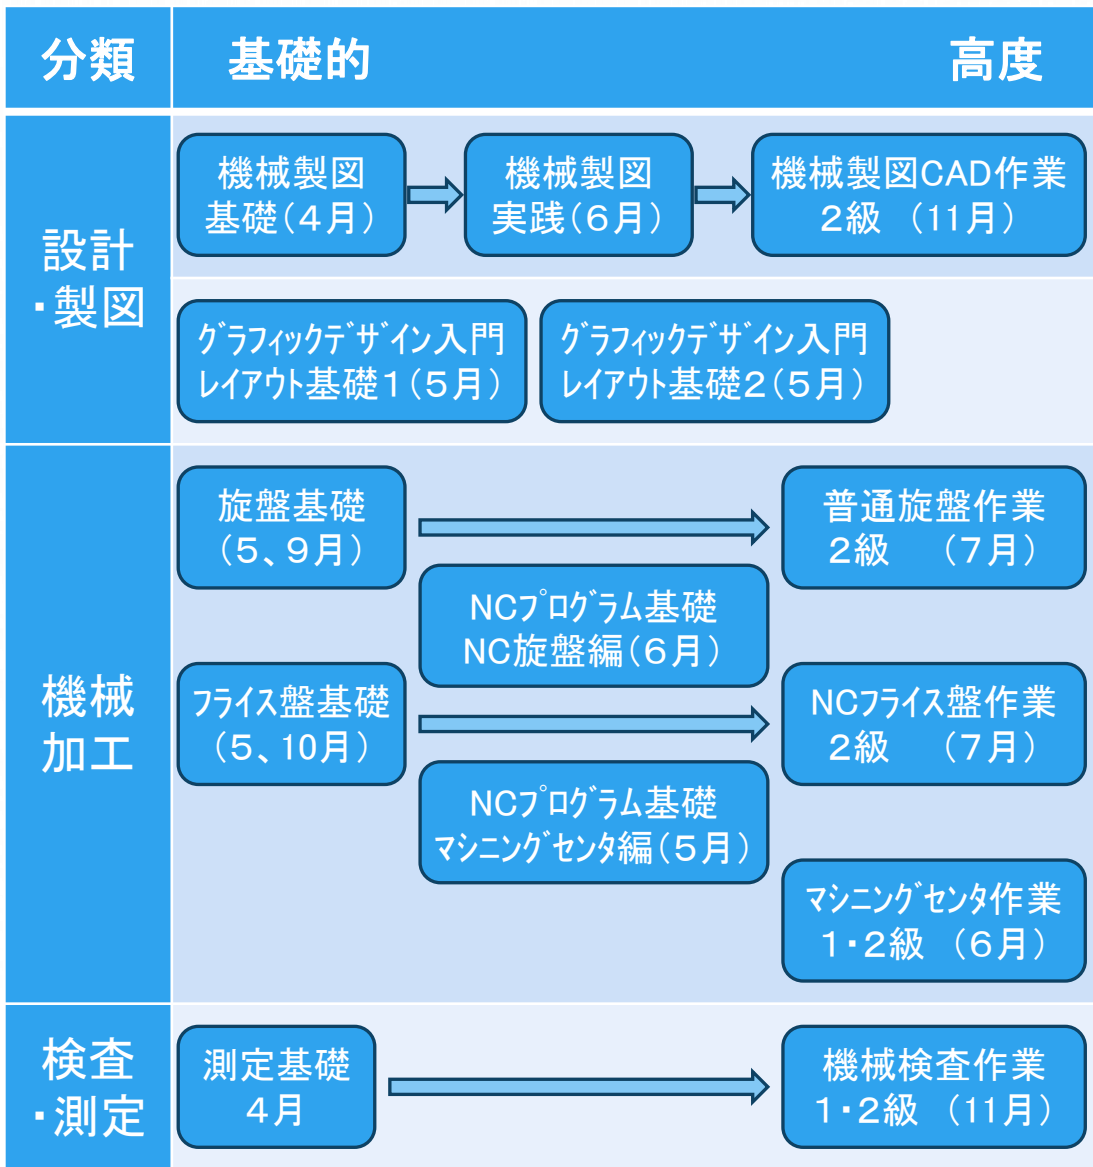 分類 基礎的 高度
設計
・製図
機械製図
基礎(4月)
機械製図
実践(6月)
機械製図CAD作業
2級 (11月)
グラフィックデザイン入門
レイアウト基礎1(5月)
グラフィックデザイン入門
レイアウト基礎2(5月)
機械
加工
旋盤基礎
(5、9月)
普通旋盤作業
2級 (7月)
NCプログラム基礎
NC旋盤編(6月)
フライス盤基礎
(5、10月)
NCフライス盤作業
2級 (7月)
NCプログラム基礎
マシニングセンタ編(5月)
マシニングセンタ作業
1・2級 (6月)
検査
・測定
測定基礎
4月
機械検査作業
1・2級 (11月)